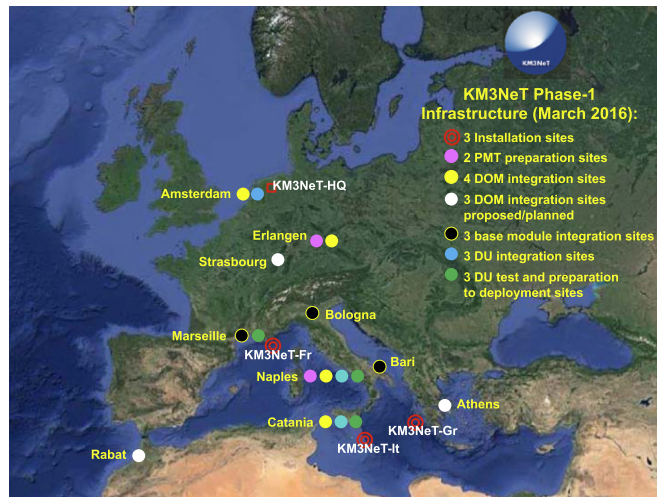 KM3NeT
KM3NeT Phase-1
Infrastructure (March 2016):
3 Installation sites
2 PMT preparation sites
4 DOM integration sites
3 DOM integration sites
proposed/planned
3 base module integration sites
3 DU integration sites
3 DU test and preparation
to deployment sites
Amsterdam
KM3NeT-HQ
Erlangen
Strasbourg
Bologna
Marseille
KM3NeT-Fr
Bari
Naples
Athens
Catania
KM3NeT-Gr
KM3NeT-It
Rabat